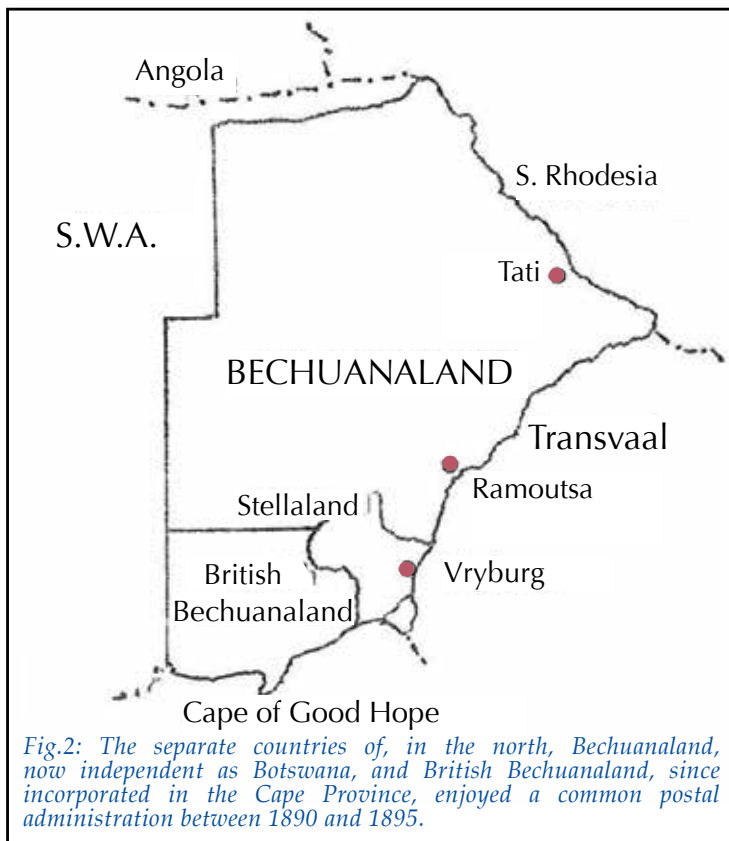 Angola
S. Rhodesia
S.W.A.
Tati
BECHUANALAND
Transvaal
Ramoutsa
Stellaland
British
Bechuanaland
Vryburg
Cape of Good Hope
Fig.2: The separate countries of, in the north, Bechuanaland,
now independent as Botswana, and British Bechuanaland, since
incorporated in the Cape Province, enjoyed a common postal
administration between 1890 and 1895.